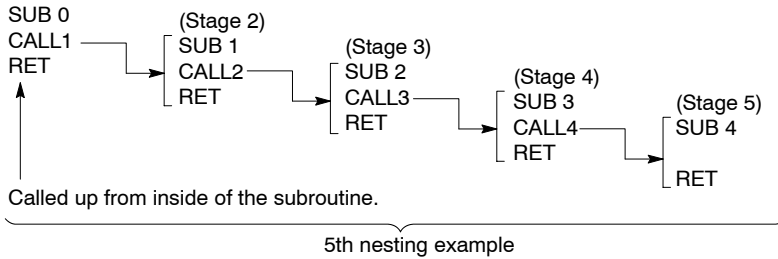 SUB 0
CALL1
RET
(Stage 2)
SUB 1
CALL2
RET
(Stage 3)
SUB 2
CALL3
RET
(Stage 4)
SUB 3
CALL4
RET
(Stage 5)
SUB 4
RET
Called up from inside of the subroutine.
5th nesting example